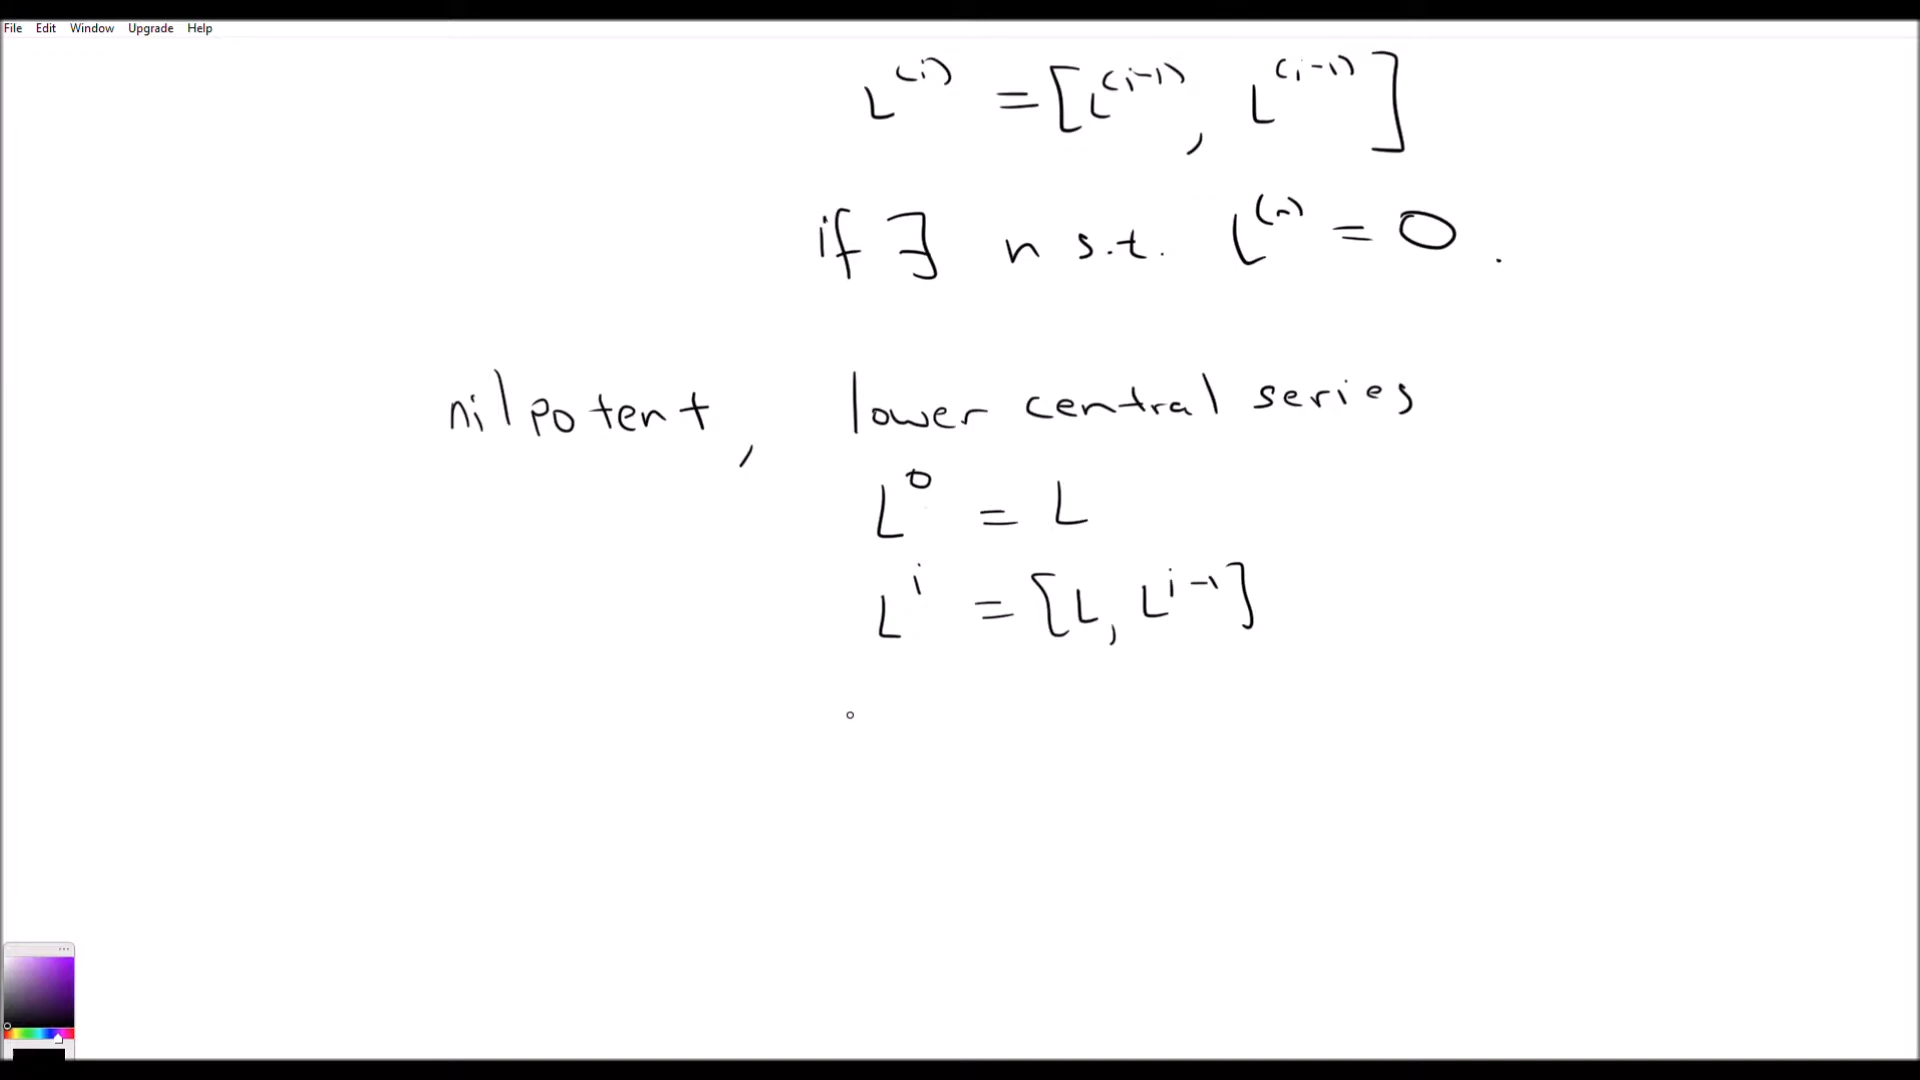 File Edit Window Upgrade Help
L^(i) = [L^(i-1), L^(i-1)]
if ∃ n s.t. L^(n) = 0.
nilpotent, lower central series
L^0 = L
L^i = [L, L^i-1]